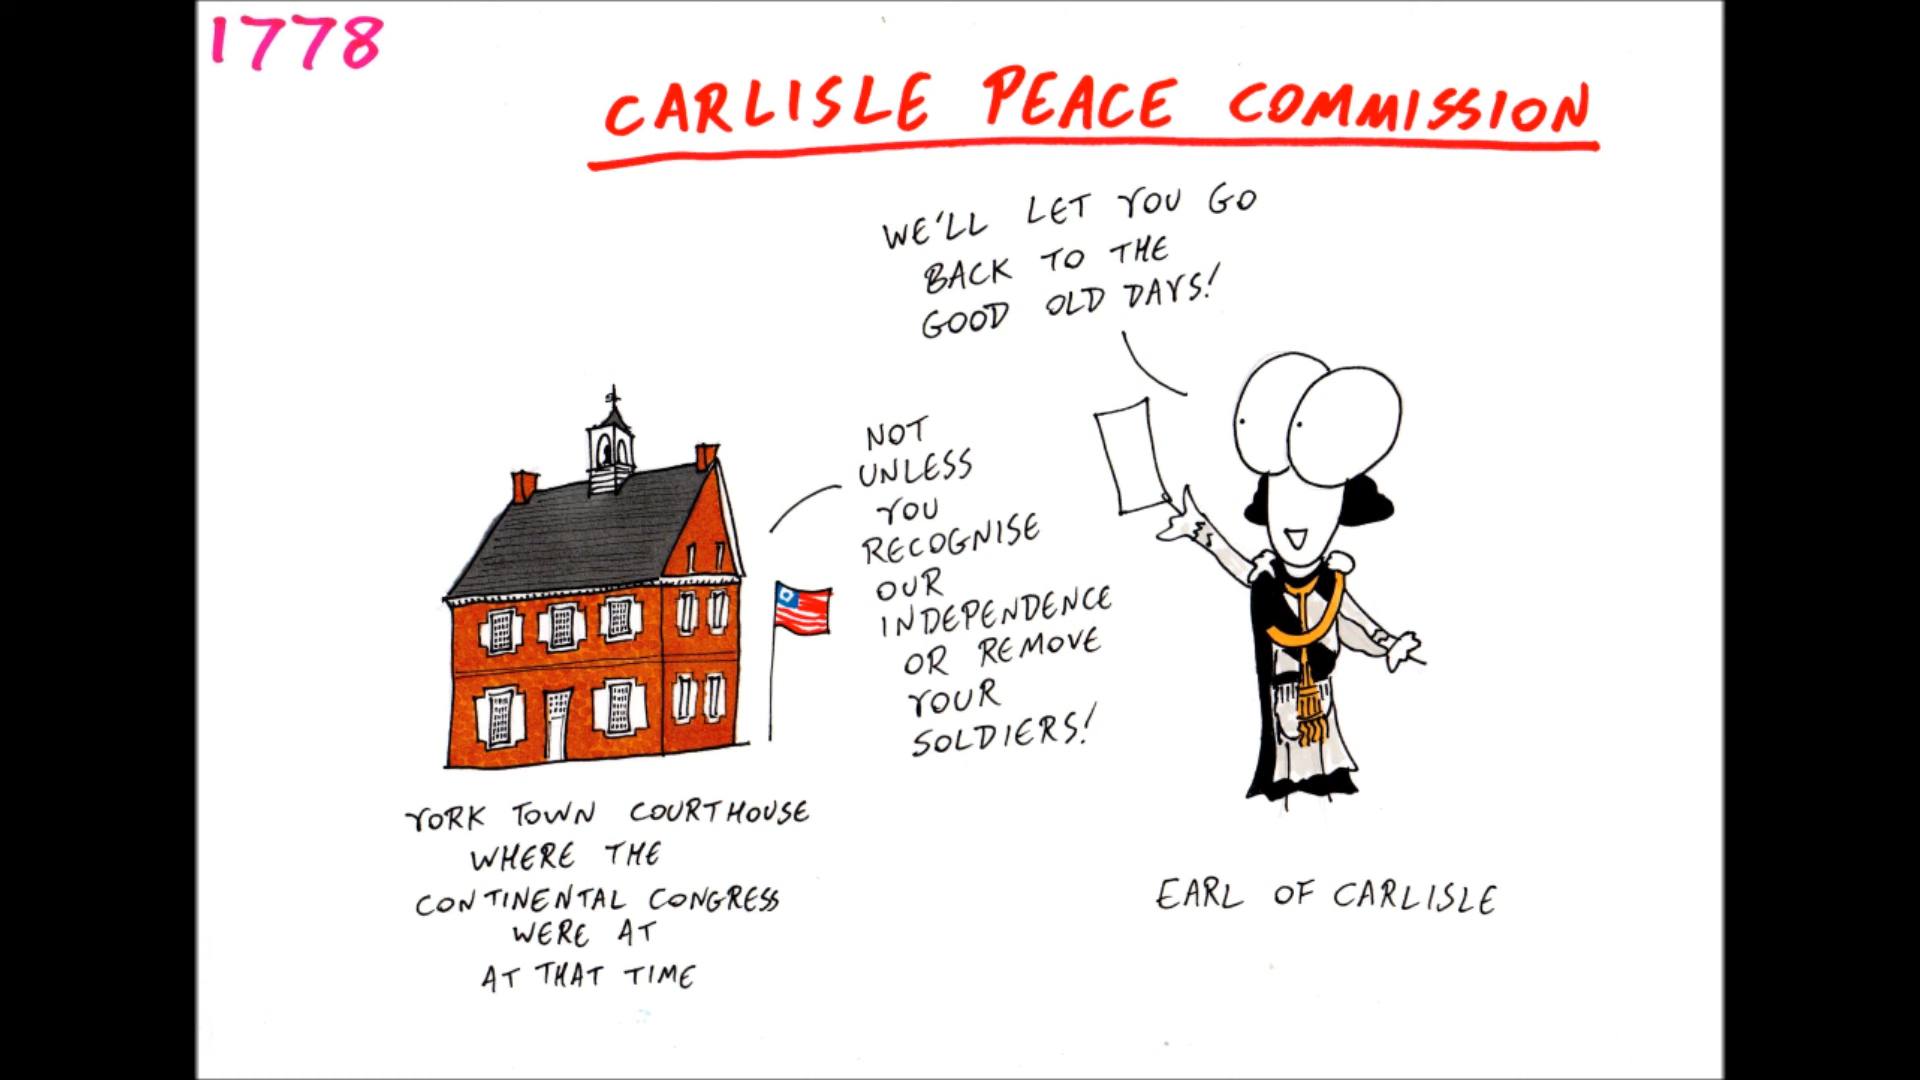 1778
CARLISLE PEACE COMMISSION
WE'LL LET YOU GO
BACK TO THE
GOOD OLD DAYS!
NOT
UNLESS
YOU
RECOGNISE
OUR
INDEPENDENCE
OR REMOVE
YOUR
SOLDIERS!
YORK TOWN COURTHOUSE
WHERE THE
CONTINENTAL CONGRESS
WERE AT
AT THAT TIME
EARL OF CARLISLE